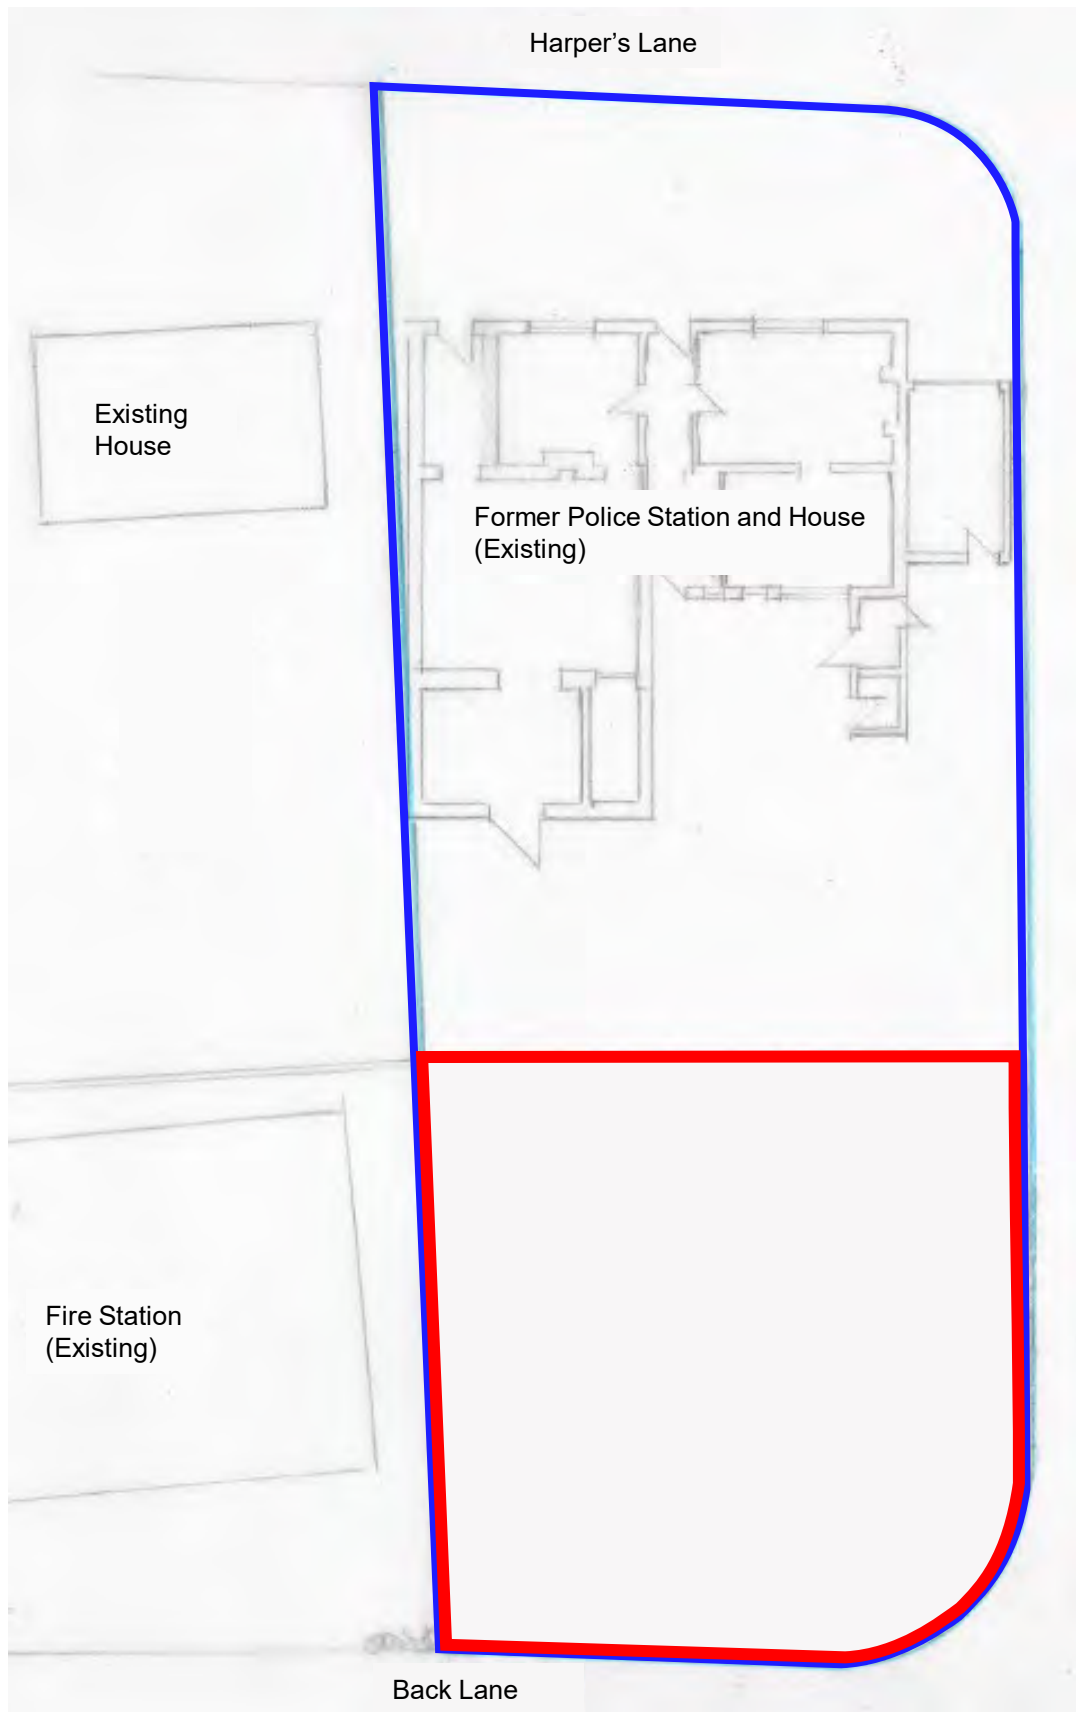 Harper’s Lane
Existing
House
Former Police Station and House
(Existing)
Fire Station
(Existing)
Back Lane